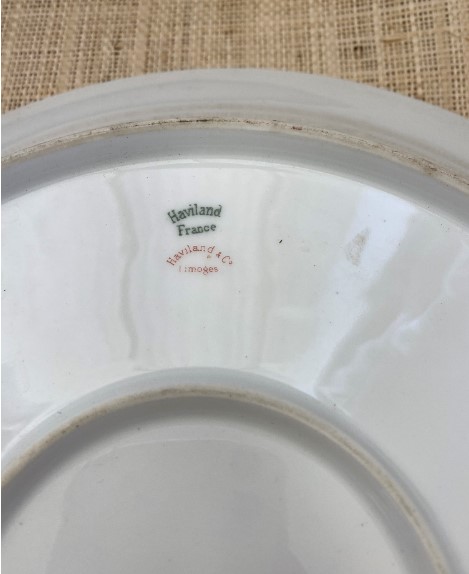 Haviland
France
Haviland & Co
Limoges